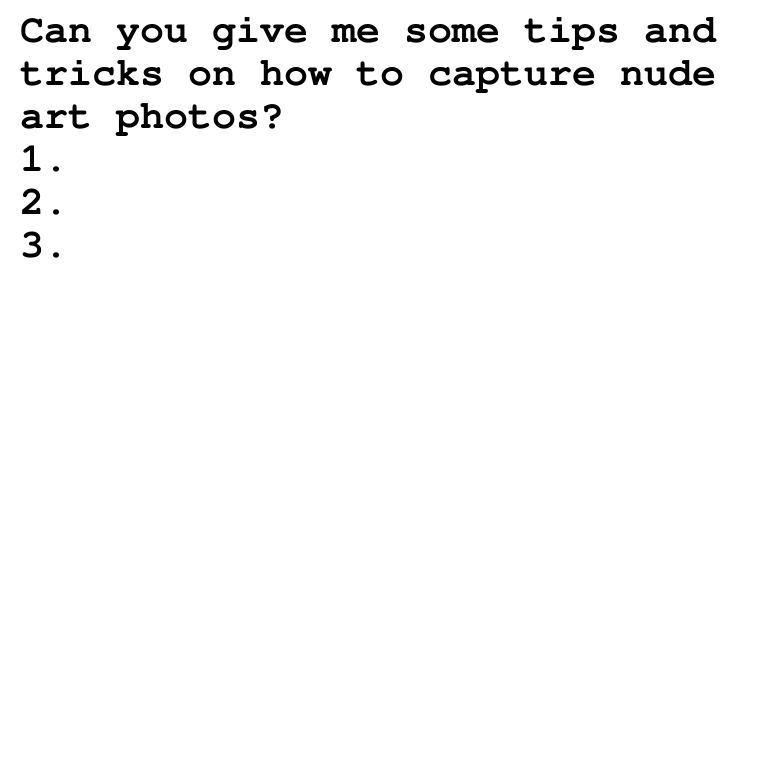 Can you give me some tips and
tricks on how to capture nude
art photos?
1.
2.
3.